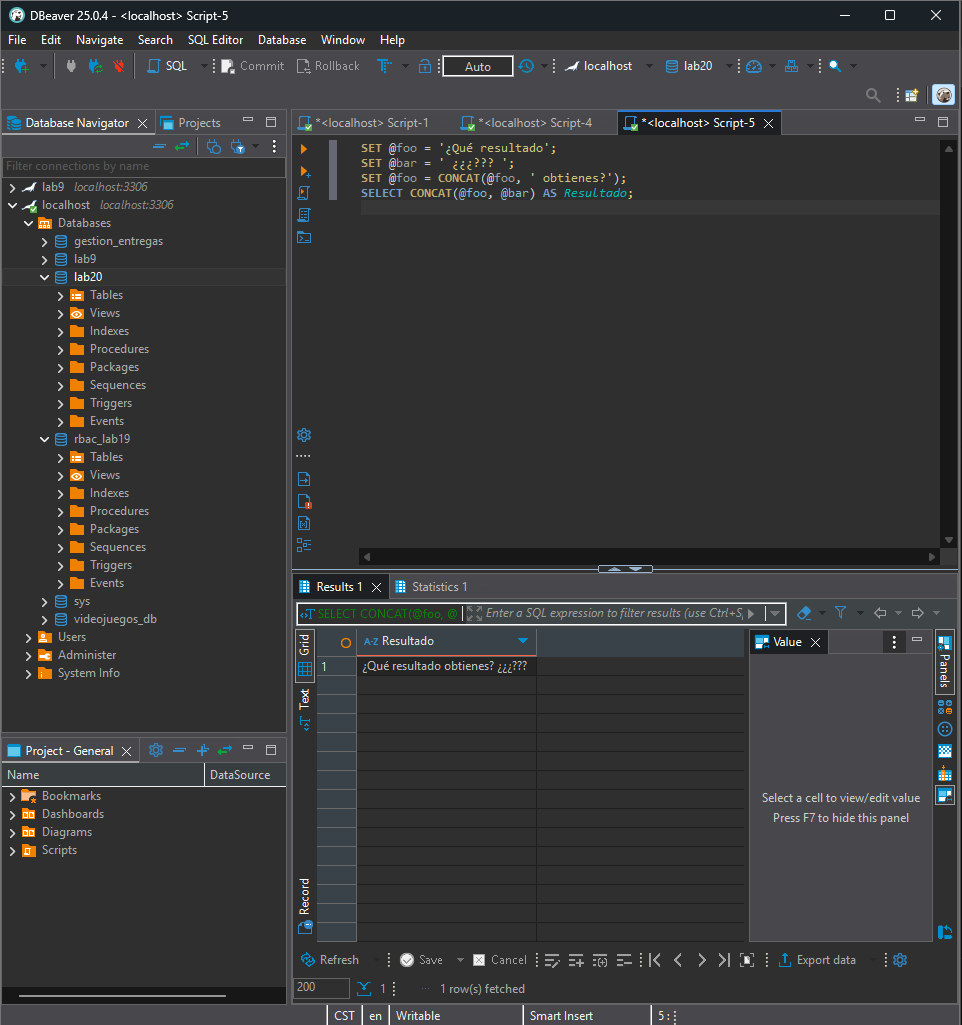 DBeaver 25.0.4 - <localhost> Script-5
File Edit Navigate Search SQL Editor Database Window Help
SQL Commit Rollback Auto localhost lab20
Database Navigator Projects
Filter connections by name
lab9 localhost:3306
localhost localhost:3306
Databases
gestion_entregas
lab9
lab20
Tables
Views
Indexes
Procedures
Packages
Sequences
Triggers
Events
rbac_lab19
Tables
Views
Indexes
Procedures
Packages
Sequences
Triggers
Events
sys
videojuegos_db
Users
Administer
System Info
Project - General
Name DataSource
Bookmarks
Dashboards
Diagrams
Scripts
*<localhost> Script-1 *<localhost> Script-4 *<localhost> Script-5
SET @foo = '¿Qué resultado';
SET @bar = ' ¿¿¿??? ';
SET @foo = CONCAT(@foo, ' obtienes?');
SELECT CONCAT(@foo, @bar) AS Resultado;
Results 1 Statistics 1
SELECT CONCAT(@foo, @ Enter a SQL expression to filter results (use Ctrl+S
Grid
Text
Record
A-Z Resultado
1 ¿Qué resultado obtienes? ¿¿¿???
Value
Panels
Select a cell to view/edit value
Press F7 to hide this panel
Refresh Save Cancel Export data
200 1 1 row(s) fetched
CST en Writable Smart Insert 5 :